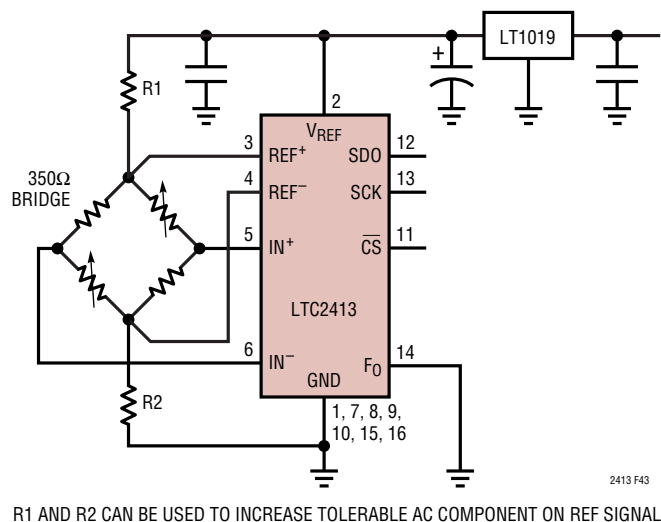 LT1019
R1
2
V_REF
3
REF+
SDO
12
350Ω
BRIDGE
4
REF−
SCK
13
5
IN+
C̅S̅
11
LTC2413
6
IN−
F_O
14
GND
R2
1, 7, 8, 9,
10, 15, 16
+
2413 F43
R1 AND R2 CAN BE USED TO INCREASE TOLERABLE AC COMPONENT ON REF SIGNAL